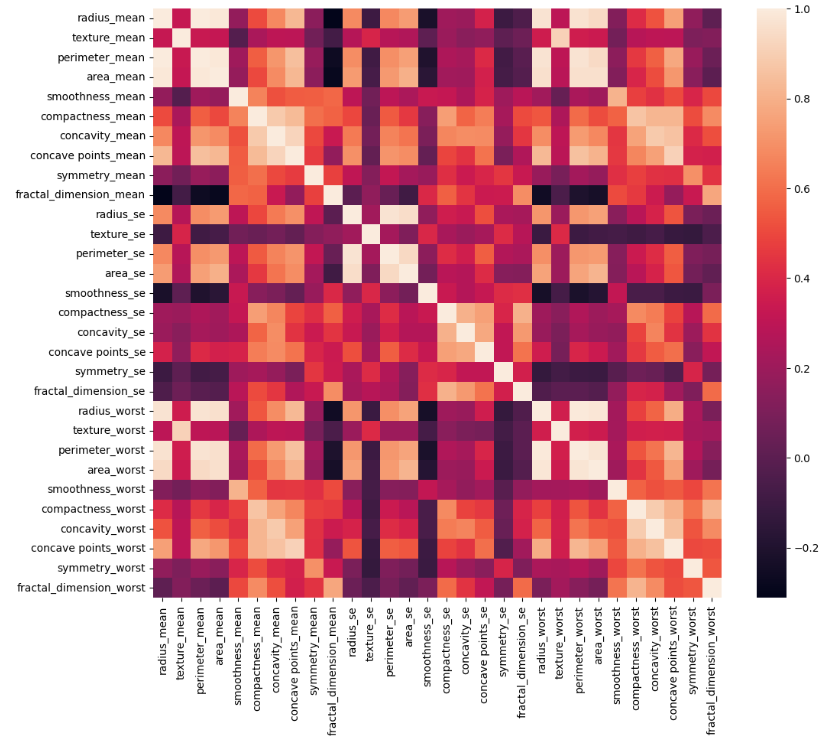 radius_mean
texture_mean
perimeter_mean
area_mean
smoothness_mean
compactness_mean
concavity_mean
concave points_mean
symmetry_mean
fractal_dimension_mean
radius_se
texture_se
perimeter_se
area_se
smoothness_se
compactness_se
concavity_se
concave points_se
symmetry_se
fractal_dimension_se
radius_worst
texture_worst
perimeter_worst
area_worst
smoothness_worst
compactness_worst
concavity_worst
concave points_worst
symmetry_worst
fractal_dimension_worst
radius_mean
texture_mean
perimeter_mean
area_mean
smoothness_mean
compactness_mean
concavity_mean
concave points_mean
symmetry_mean
fractal_dimension_mean
radius_se
texture_se
perimeter_se
area_se
smoothness_se
compactness_se
concavity_se
concave points_se
symmetry_se
fractal_dimension_se
radius_worst
texture_worst
perimeter_worst
area_worst
smoothness_worst
compactness_worst
concavity_worst
concave points_worst
symmetry_worst
fractal_dimension_worst
1.0
0.8
0.6
0.4
0.2
0.0
−0.2